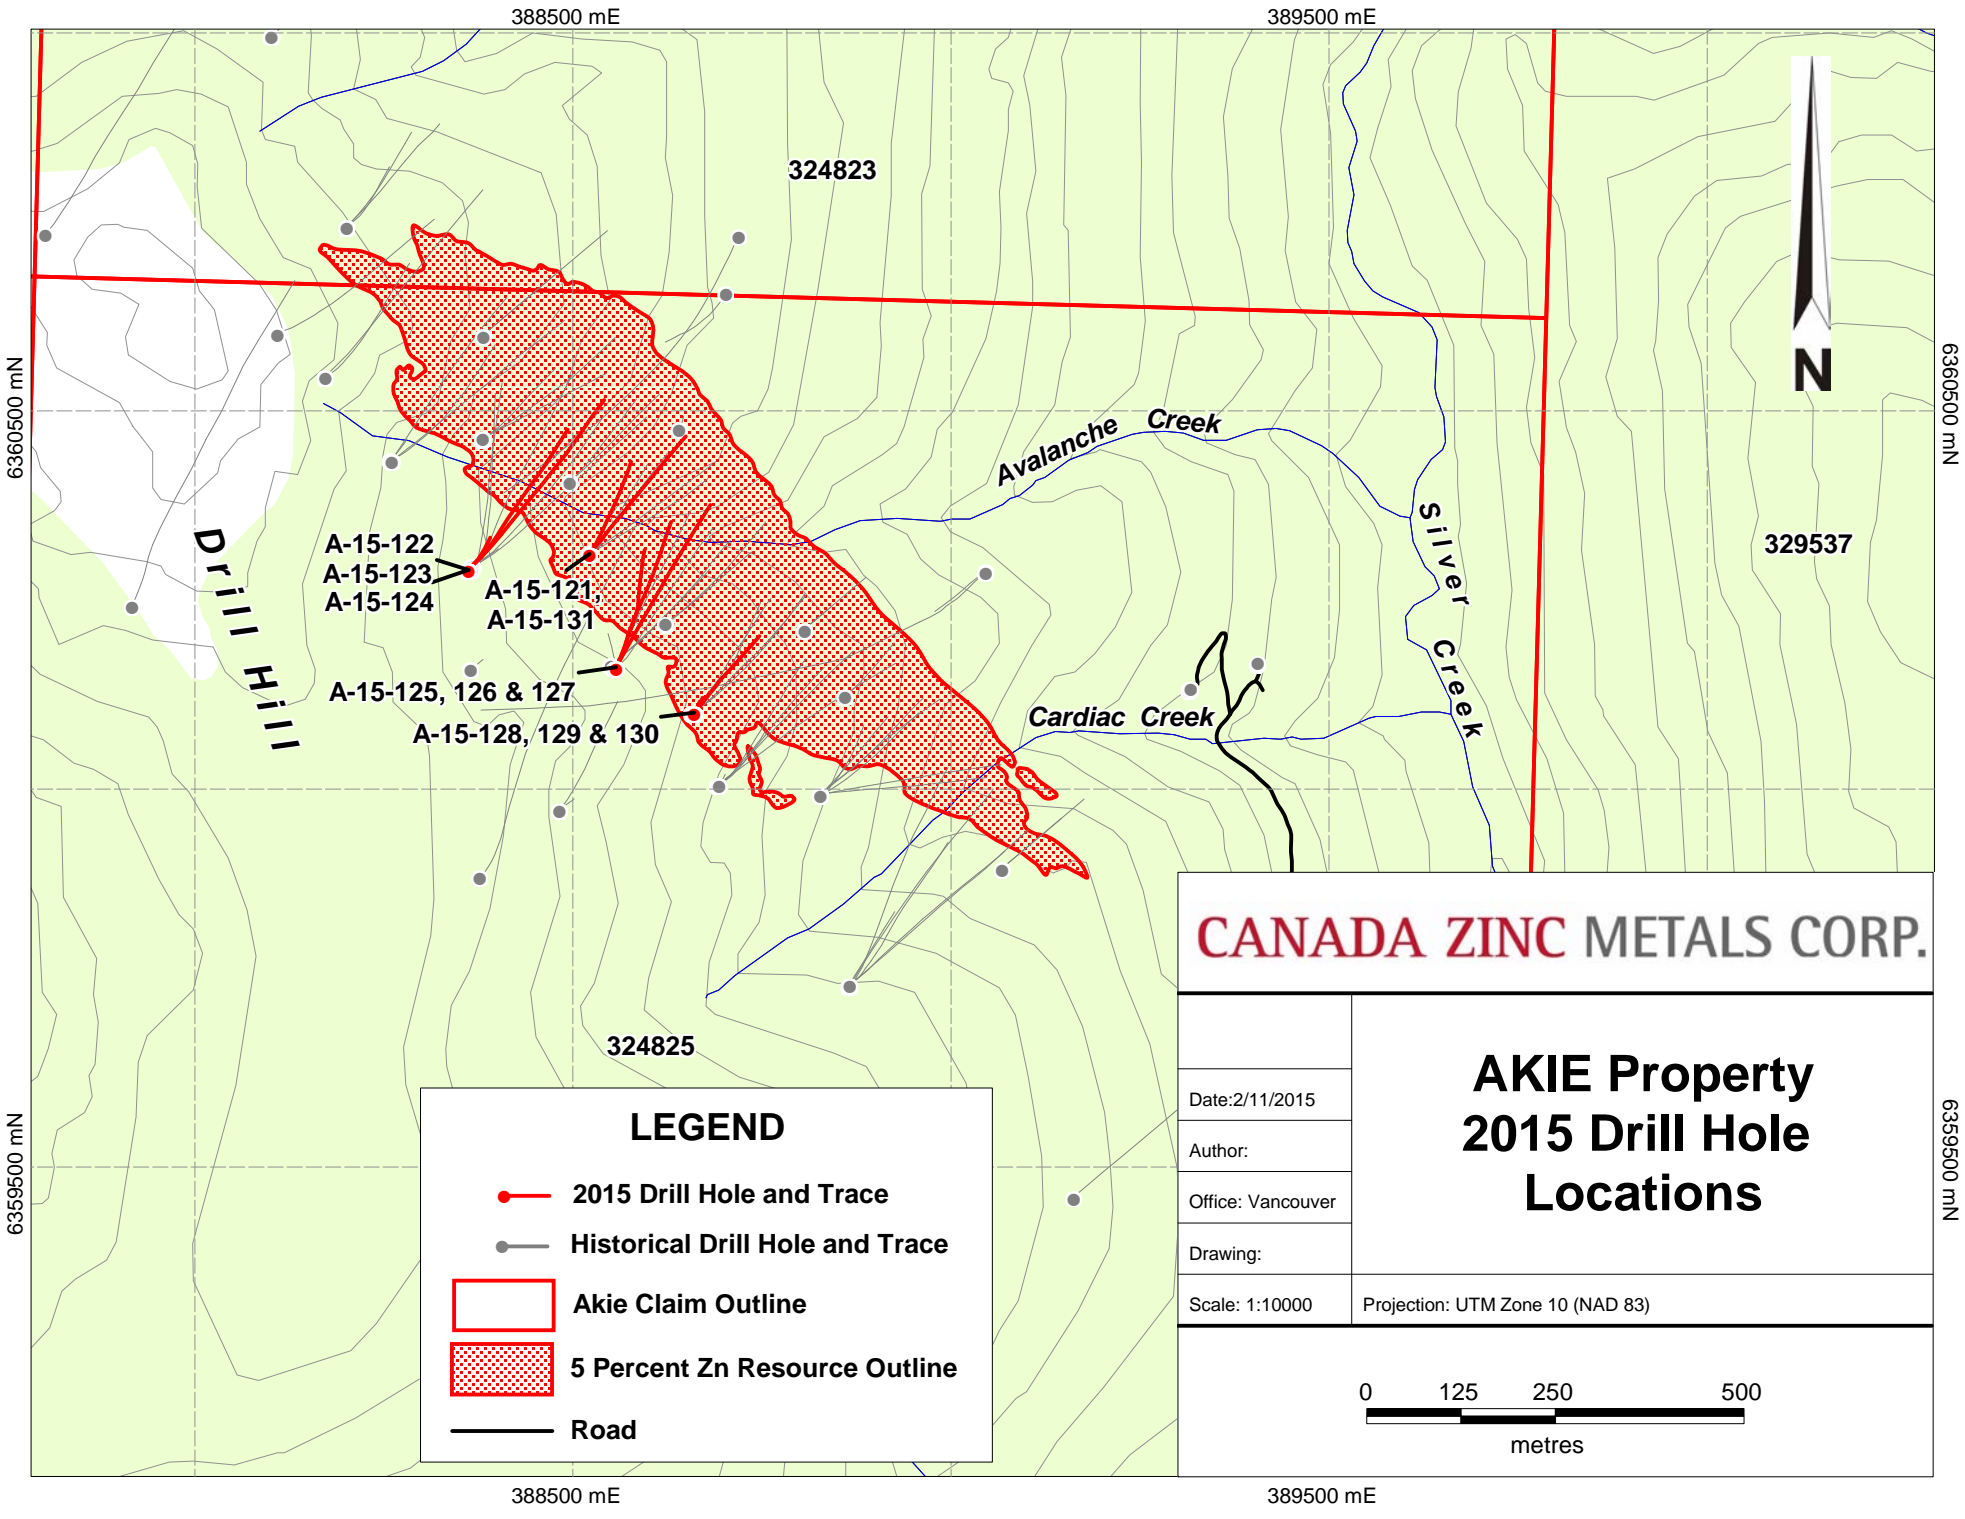 388500 mE
389500 mE
324823
6360500 mN
6360500 mN
Avalanche Creek
Silver Creek
329537
Drill Hill
A-15-122
A-15-123
A-15-124
A-15-121,
A-15-131
A-15-125, 126 & 127
A-15-128, 129 & 130
Cardiac Creek
324825
6359500 mN
6359500 mN
N
LEGEND
2015 Drill Hole and Trace
Historical Drill Hole and Trace
Akie Claim Outline
5 Percent Zn Resource Outline
Road
CANADA ZINC METALS CORP.
AKIE Property
2015 Drill Hole
Locations
Date:2/11/2015
Author:
Office: Vancouver
Drawing:
Scale: 1:10000
Projection: UTM Zone 10 (NAD 83)
0 125 250 500
metres
388500 mE
389500 mE